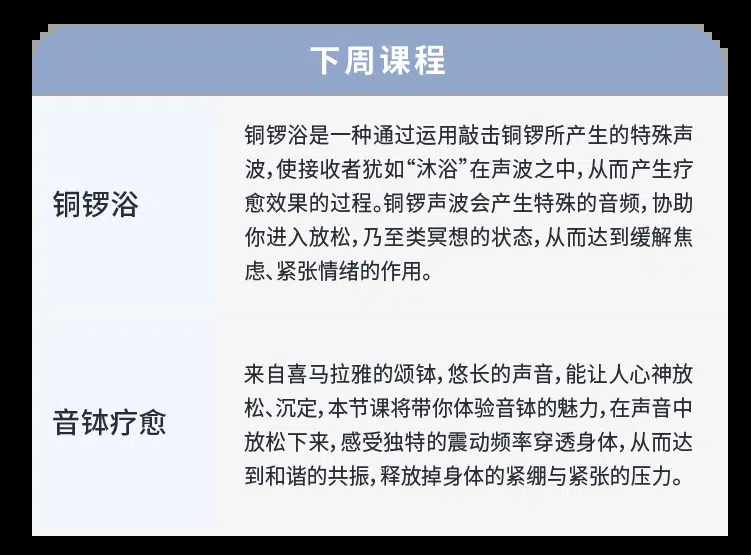 下周课程
铜锣浴
铜锣浴是一种通过运用敲击铜锣所产生的特殊声
波，使接收者犹如“沐浴”在声波之中，从而产生疗
愈效果的过程。铜锣声波会产生特殊的音频，协助
你进入放松，乃至类冥想的状态，从而达到缓解焦
虑、紧张情绪的作用。
音钵疗愈
来自喜马拉雅的颂钵，悠长的声音，能让人心神放
松、沉定，本节课将带你体验音钵的魅力，在声音中
放松下来，感受独特的震动频率穿透身体，从而达
到和谐的共振，释放掉身体的紧绷与紧张的压力。